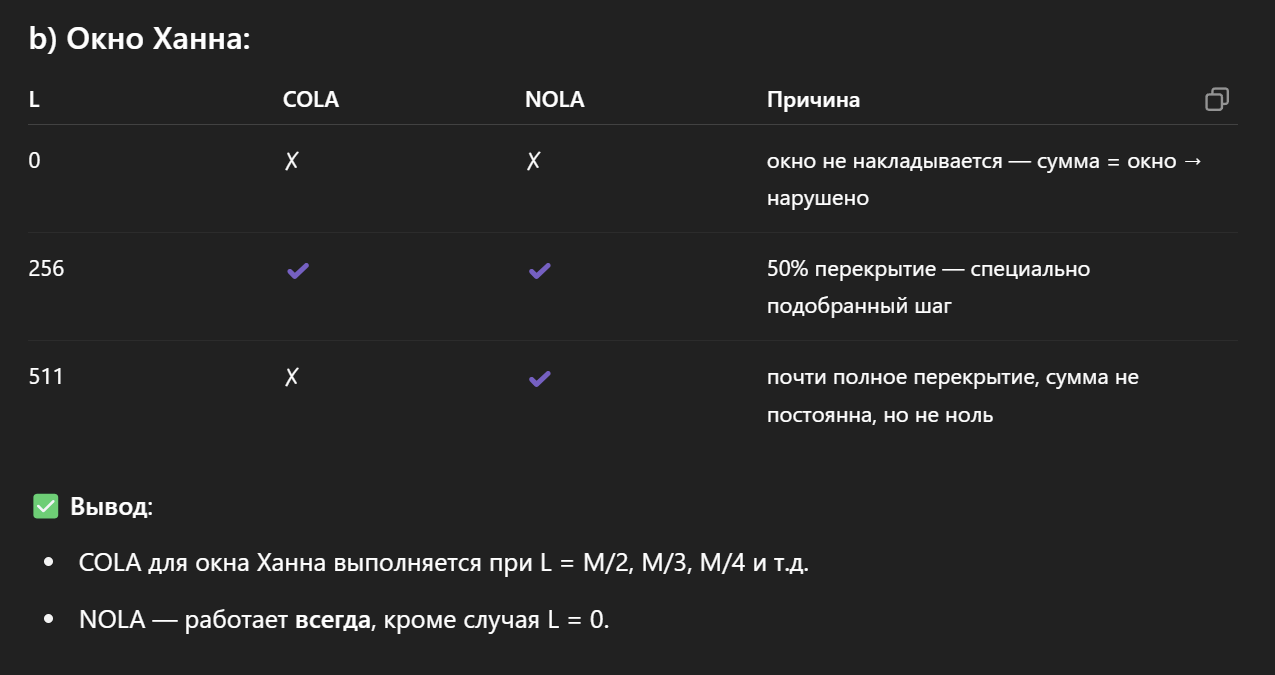 b) Окно Ханна:
L COLA NOLA Причина
0 ✗ ✗ окно не накладывается — сумма = окно →
нарушено
256 ✔ ✔ 50% перекрытие — специально
подобранный шаг
511 ✗ ✔ почти полное перекрытие, сумма не
постоянна, но не ноль
✅ Вывод:
• COLA для окна Ханна выполняется при L = M/2, M/3, M/4 и т.д.
• NOLA — работает всегда, кроме случая L = 0.